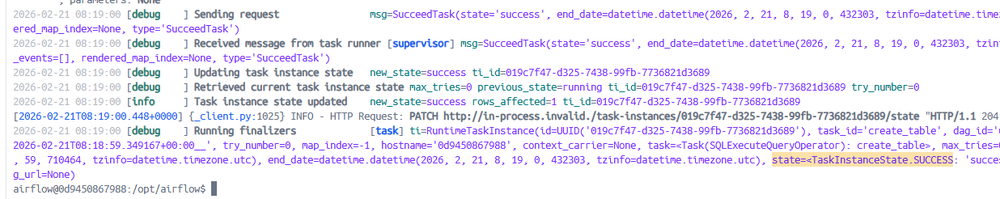 , parameters: None
2026-02-21 08:19:00 [debug    ] Sending request                msg=SucceedTask(state='success', end_date=datetime.datetime(2026, 2, 21, 8, 19, 0, 432303, tzinfo=datetime.timez
ered_map_index=None, type='SucceedTask')
2026-02-21 08:19:00 [debug    ] Received message from task runner [supervisor] msg=SucceedTask(state='success', end_date=datetime.datetime(2026, 2, 21, 8, 19, 0, 432303, tzin
_events=[], rendered_map_index=None, type='SucceedTask')
2026-02-21 08:19:00 [debug    ] Updating task instance state   new_state=success ti_id=019c7f47-d325-7438-99fb-7736821d3689
2026-02-21 08:19:00 [debug    ] Retrieved current task instance state max_tries=0 previous_state=running ti_id=019c7f47-d325-7438-99fb-7736821d3689 try_number=0
2026-02-21 08:19:00 [info     ] Task instance state updated    new_state=success rows_affected=1 ti_id=019c7f47-d325-7438-99fb-7736821d3689
[2026-02-21T08:19:00.448+0000] {_client.py:1025} INFO - HTTP Request: PATCH http://in-process.invalid./task-instances/019c7f47-d325-7438-99fb-7736821d3689/state "HTTP/1.1 204
2026-02-21 08:19:00 [debug    ] Running finalizers             [task] ti=RuntimeTaskInstance(id=UUID('019c7f47-d325-7438-99fb-7736821d3689'), task_id='create_table', dag_id='u
2026-02-21T08:18:59.349167+00:00__', try_number=0, map_index=-1, hostname='0d9450867988', context_carrier=None, task=<Task(SQLExecuteQueryOperator): create_table>, max_tries=0
, 59, 710464, tzinfo=datetime.timezone.utc), end_date=datetime.datetime(2026, 2, 21, 8, 19, 0, 432303, tzinfo=datetime.timezone.utc), state=<TaskInstanceState.SUCCESS: 'succes
g_url=None)
airflow@0d9450867988:/opt/airflow$